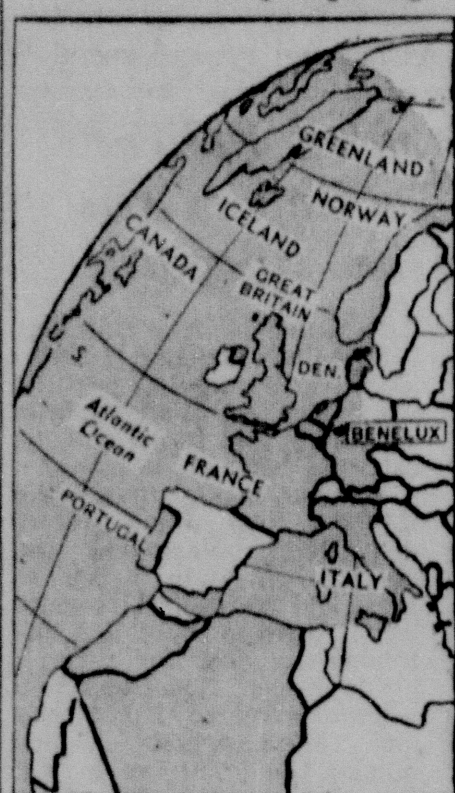 GREENLAND
NORWAY
ICELAND
CANADA
GREAT
BRITAIN
DEN.
S
Atlantic
Ocean
BENELUX
FRANCE
PORTUGAL
ITALY